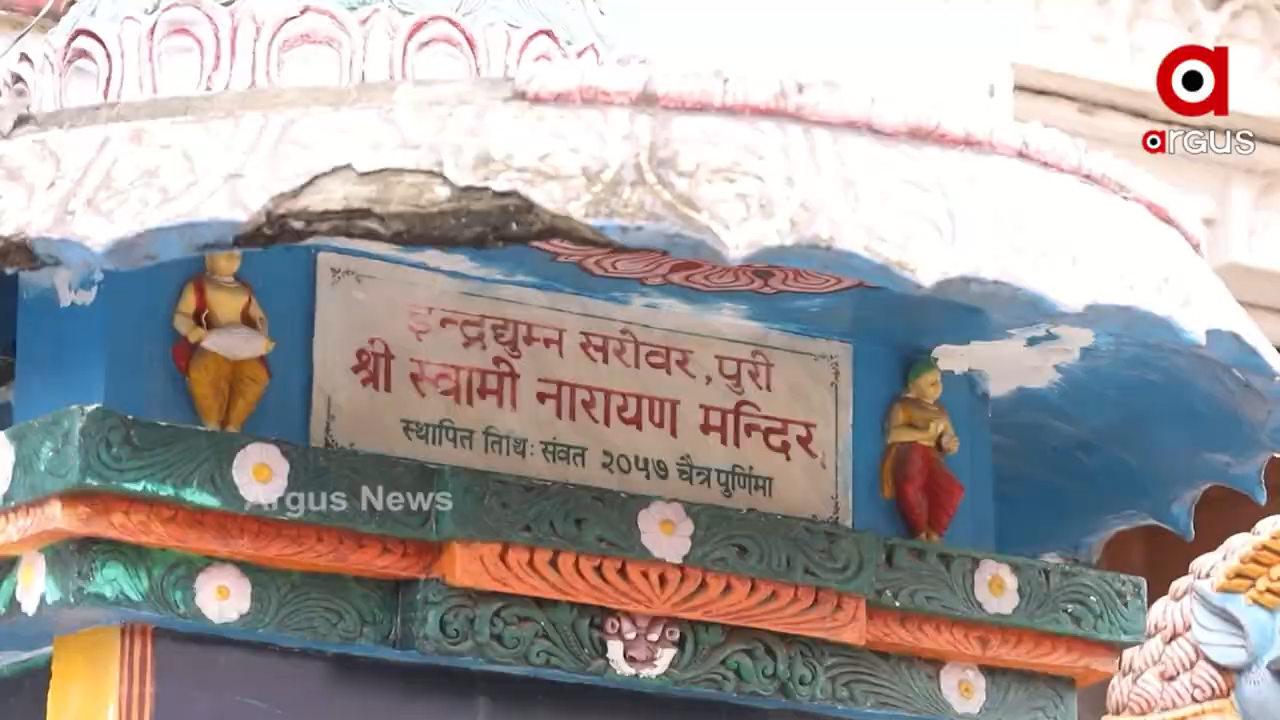 argus
इन्द्रद्युम्न सरोवर, पुरी
श्री स्वामी नारायण मन्दिर
स्थापित तिाथः संवत २०५७ चैत्र पुर्णिमा
Argus News